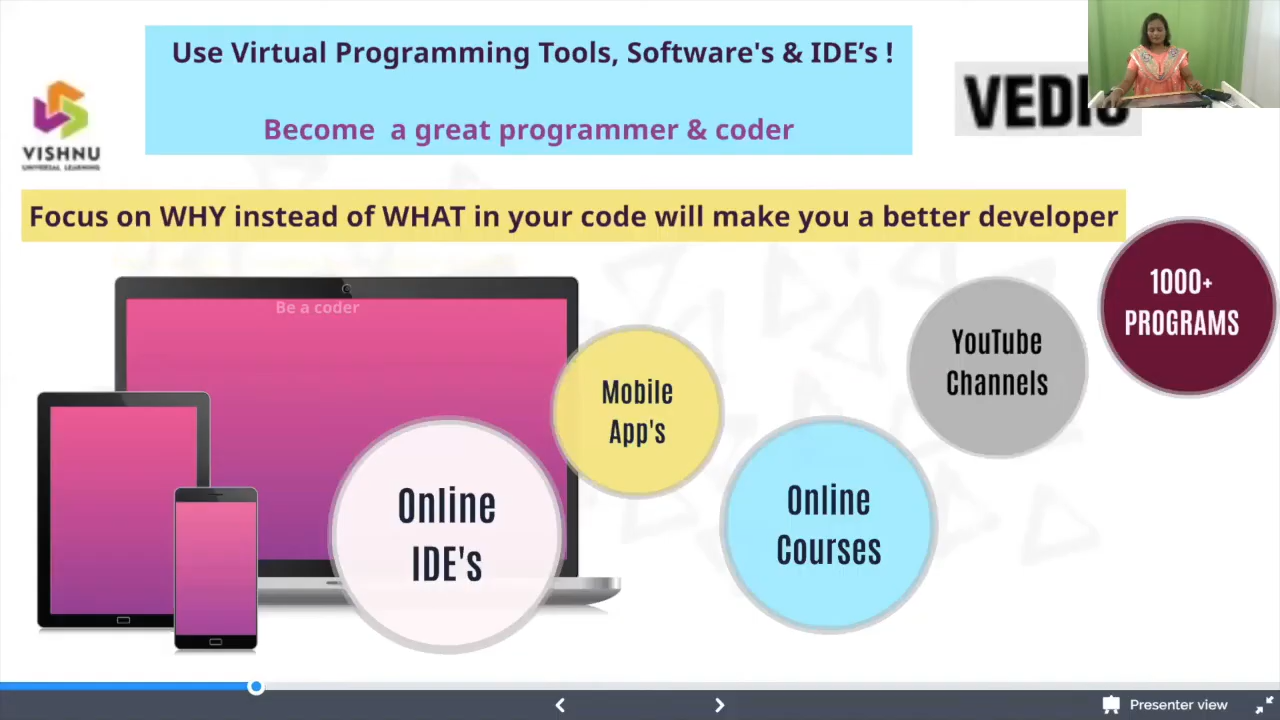 Use Virtual Programming Tools, Software's & IDE’s !
Become a great programmer & coder
VISHNU
UNIVERSAL LEARNING
Focus on WHY instead of WHAT in your code will make you a better developer
Be a coder
1000+
PROGRAMS
YouTube
Channels
Mobile
App's
Online
Courses
Online
IDE's
Presenter view